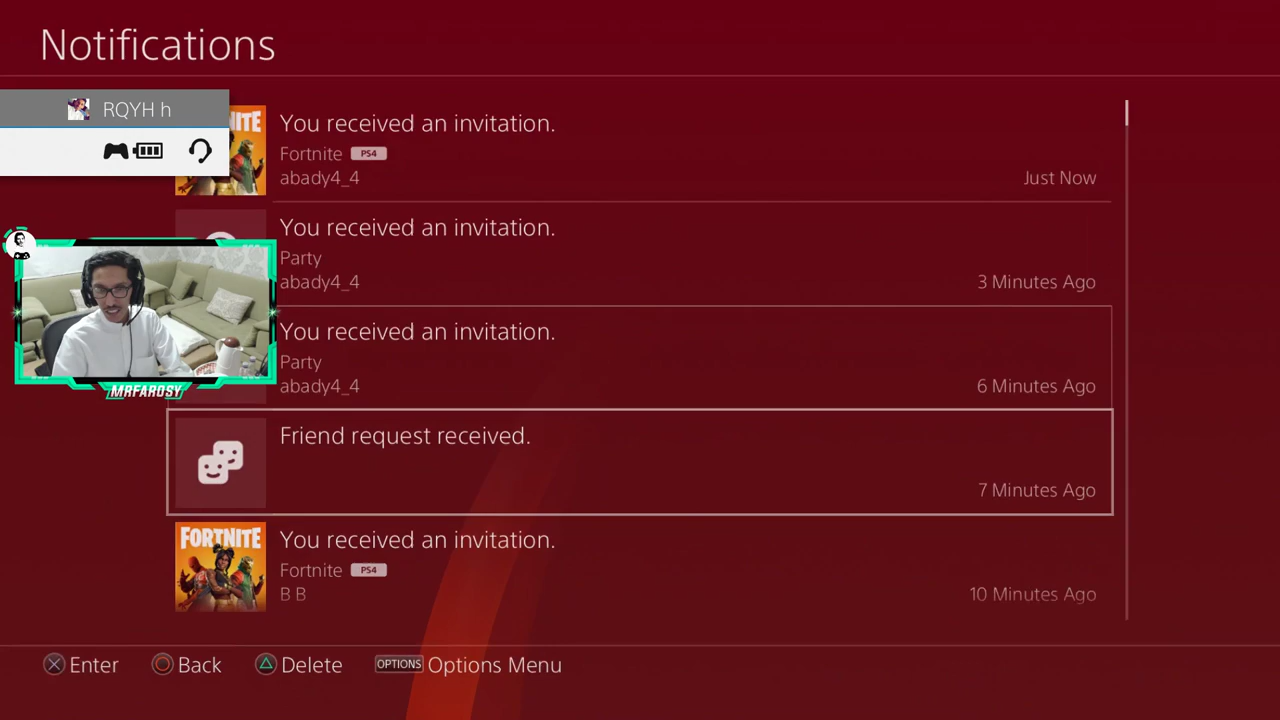 Notifications
RQYH h
NITE
You received an invitation.
Fortnite PS4
abady4_4
Just Now
You received an invitation.
Party
abady4_4
3 Minutes Ago
You received an invitation.
Party
abady4_4
6 Minutes Ago
MRFAROSY
Friend request received.
7 Minutes Ago
FORTNITE
You received an invitation.
Fortnite PS4
B B
10 Minutes Ago
Enter Back Delete OPTIONS Options Menu